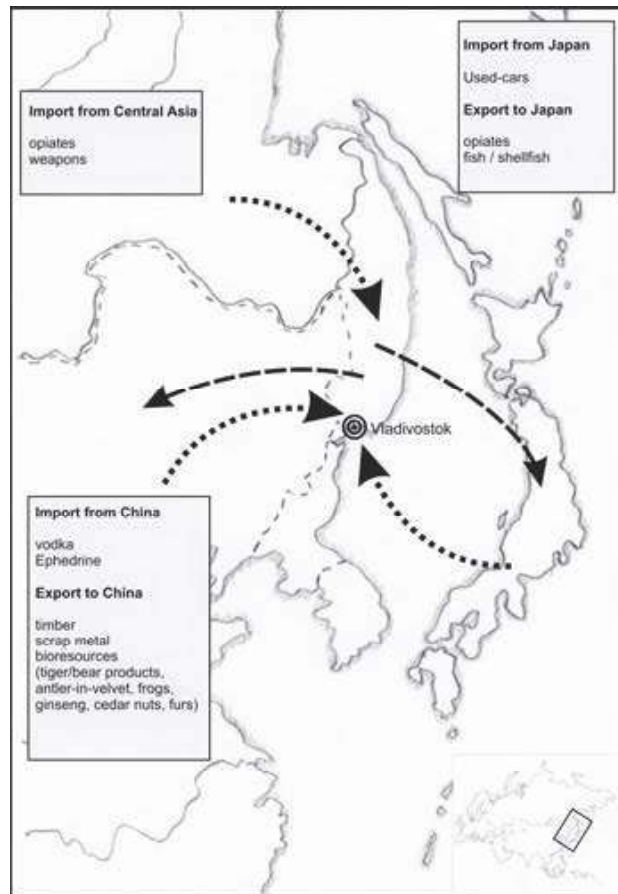 Import from Central Asia
opiates
weapons
Import from Japan
Used-cars
Export to Japan
opiates
fish / shellfish
Vladivostok
Import from China
vodka
Ephedrine
Export to China
timber
scrap metal
bioresources
(tiger/bear products,
antler-in-velvet, frogs,
ginseng, cedar nuts, furs)